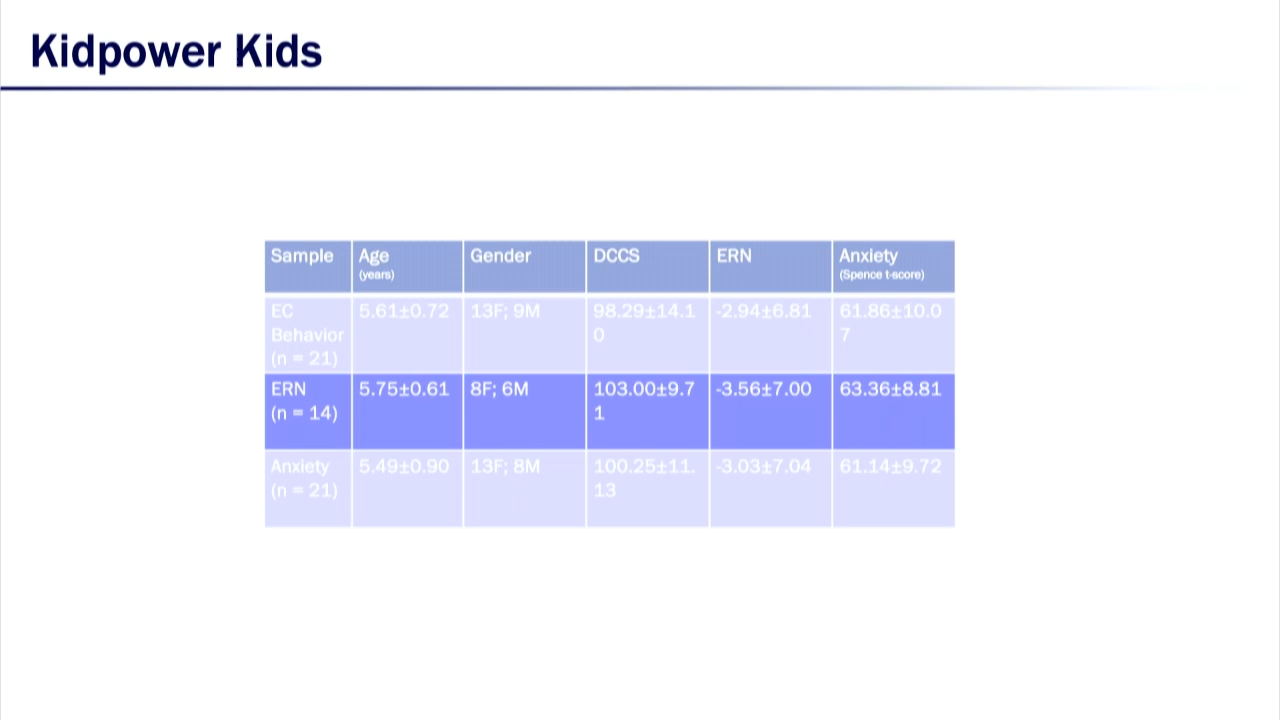 Kidpower Kids
Sample Age Gender DCCS ERN Anxiety
(years) (Spence t-score)
EC 5.61±0.72 13F; 9M 98.29±14.1 -2.94±6.81 61.86±10.0
Behavior 0 7
(n = 21)
ERN 5.75±0.61 8F; 6M 103.00±9.7 -3.56±7.00 63.36±8.81
(n = 14) 1
Anxiety 5.49±0.90 13F; 8M 100.25±11. -3.03±7.04 61.14±9.72
(n = 21) 13